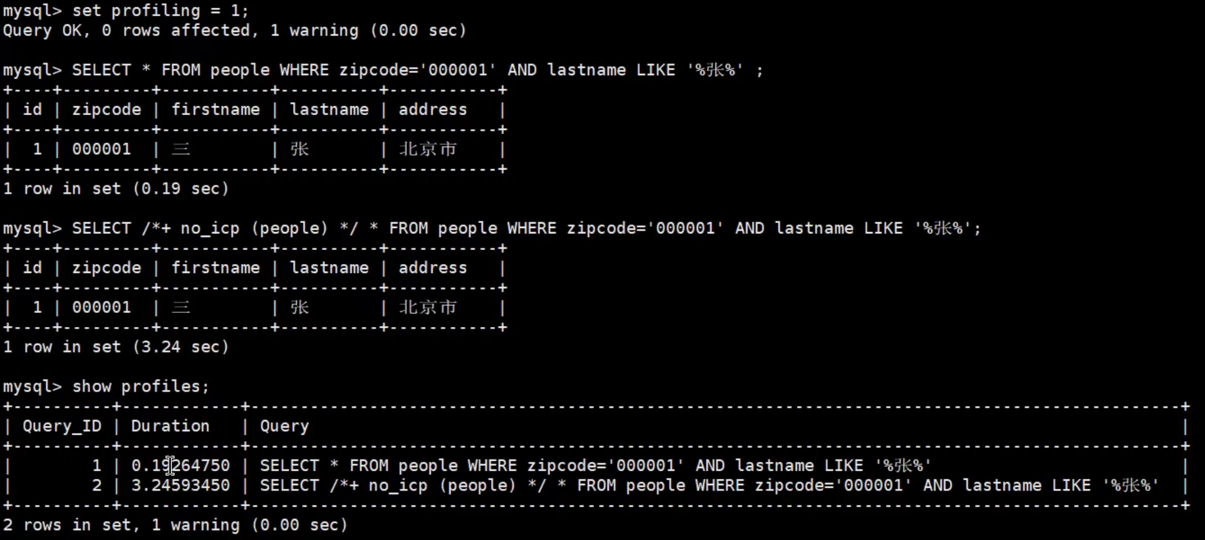 mysql> set profiling = 1;
Query OK, 0 rows affected, 1 warning (0.00 sec)
mysql> SELECT * FROM people WHERE zipcode='000001' AND lastname LIKE '%张%' ;
+----+---------+-----------+----------+-----------+
| id | zipcode | firstname | lastname | address   |
+----+---------+-----------+----------+-----------+
|  1 | 000001  | 三        | 张       | 北京市    |
+----+---------+-----------+----------+-----------+
1 row in set (0.19 sec)
mysql> SELECT /*+ no_icp (people) */ * FROM people WHERE zipcode='000001' AND lastname LIKE '%张%';
+----+---------+-----------+----------+-----------+
| id | zipcode | firstname | lastname | address   |
+----+---------+-----------+----------+-----------+
|  1 | 000001  | 三        | 张       | 北京市    |
+----+---------+-----------+----------+-----------+
1 row in set (3.24 sec)
mysql> show profiles;
+----------+------------+-----------------------------------------------------------------------------------------------+
| Query_ID | Duration   | Query                                                                                         |
+----------+------------+-----------------------------------------------------------------------------------------------+
|        1 | 0.19264750 | SELECT * FROM people WHERE zipcode='000001' AND lastname LIKE '%张%'                          |
|        2 | 3.24593450 | SELECT /*+ no_icp (people) */ * FROM people WHERE zipcode='000001' AND lastname LIKE '%张%'  |
+----------+------------+-----------------------------------------------------------------------------------------------+
2 rows in set, 1 warning (0.00 sec)